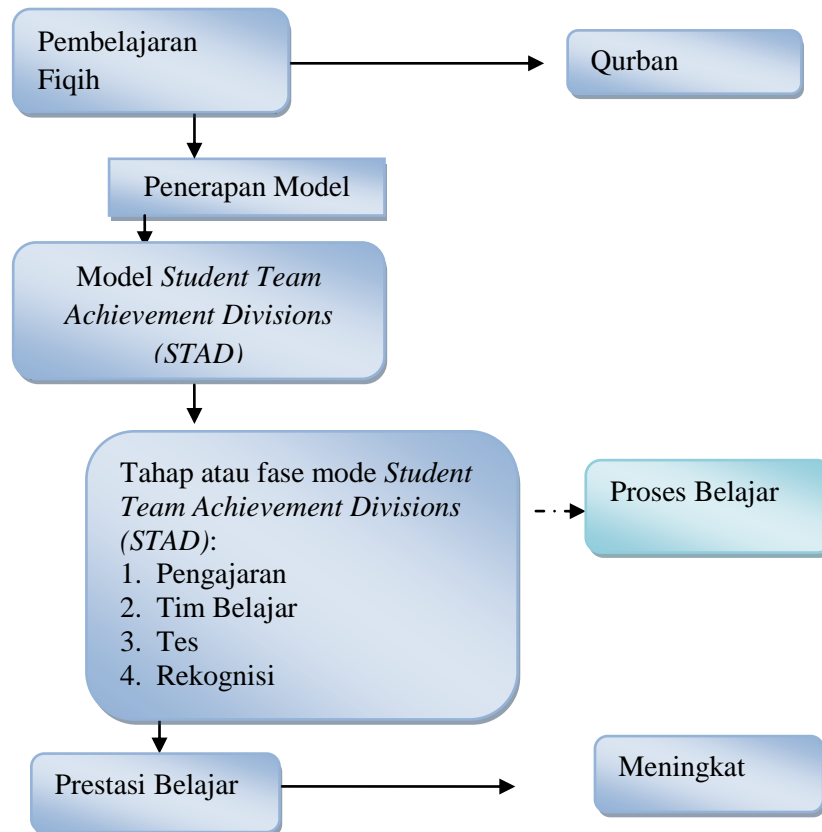 Pembelajaran
Fiqih
Qurban
Penerapan Model
Model Student Team
Achievement Divisions
(STAD)
Tahap atau fase mode Student
Team Achievement Divisions
(STAD):
1. Pengajaran
2. Tim Belajar
3. Tes
4. Rekognisi
Proses Belajar
Prestasi Belajar
Meningkat